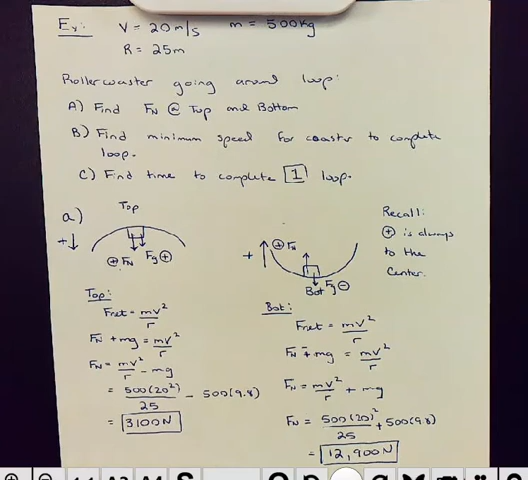 Ex: V = 20m/s m = 500kg
R = 25m
Rollercoaster going around loop:
A) Find FN @ Top and Bottom
B) Find minimum speed for coaster to complete
loop.
C) Find time to complete 1 loop.
a) Top
+↓
⊕ FN Fg ⊕
+↑ ⊕ FN
Bot Fg ⊖
Recall:
⊕ is always
to the
Center.
Top:
Fnet = mv²/r
FN + mg = mv²/r
FN = mv²/r - mg
= 500(20²)/25 - 500(9.8)
= 3100N
Bot:
Fnet = mv²/r
FN - mg = mv²/r
FN = mv²/r + mg
FN = 500(20)²/25 + 500(9.8)
= 12,900N